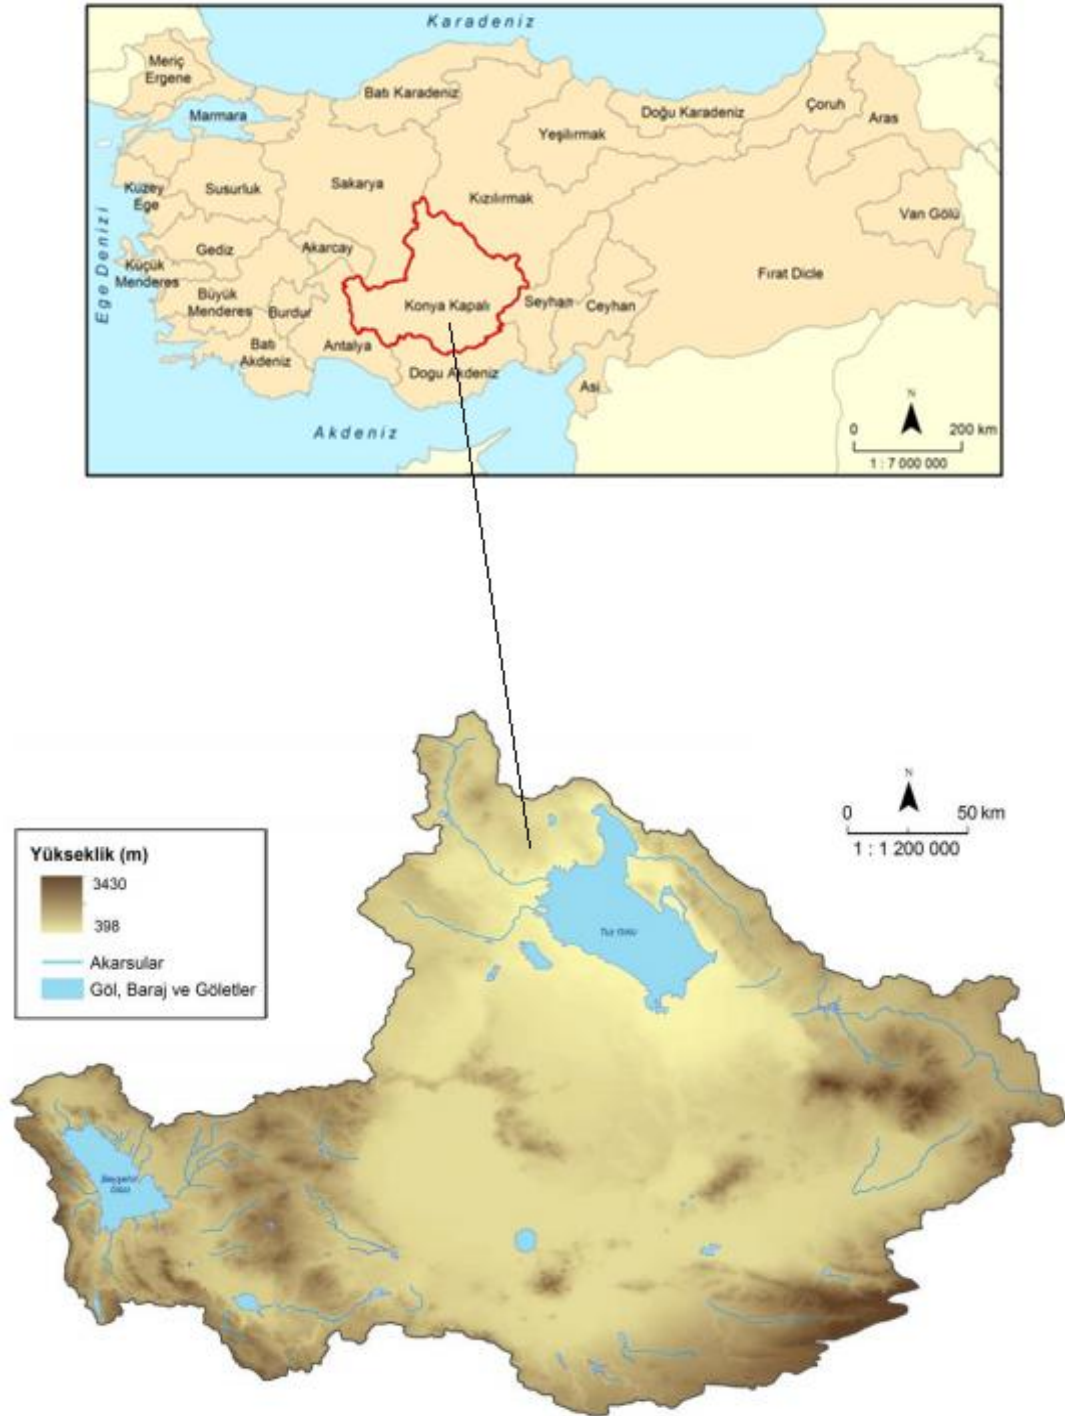 Karadeniz
Meriç
Ergene
Batı Karadeniz
Marmara
Doğu Karadeniz
Çoruh
Aras
Yeşilırmak
Kuzey
Ege
Susurluk
Sakarya
Kızılırmak
Van Gölü
Ege Denizi
Gediz
Akarcay
Küçük
Menderes
Fırat Dicle
Büyük
Menderes
Burdur
Konya Kapalı
Seyhan
Ceyhan
Batı
Akdeniz
Antalya
Dogu Akdeniz
Asi
Akdeniz
N
0 200 km
1 : 7 000 000
N
0 50 km
1 : 1 200 000
Yükseklik (m)
3430
398
Akarsular
Göl, Baraj ve Göletler
Tuz Gölü
Beyşehir
Gölü